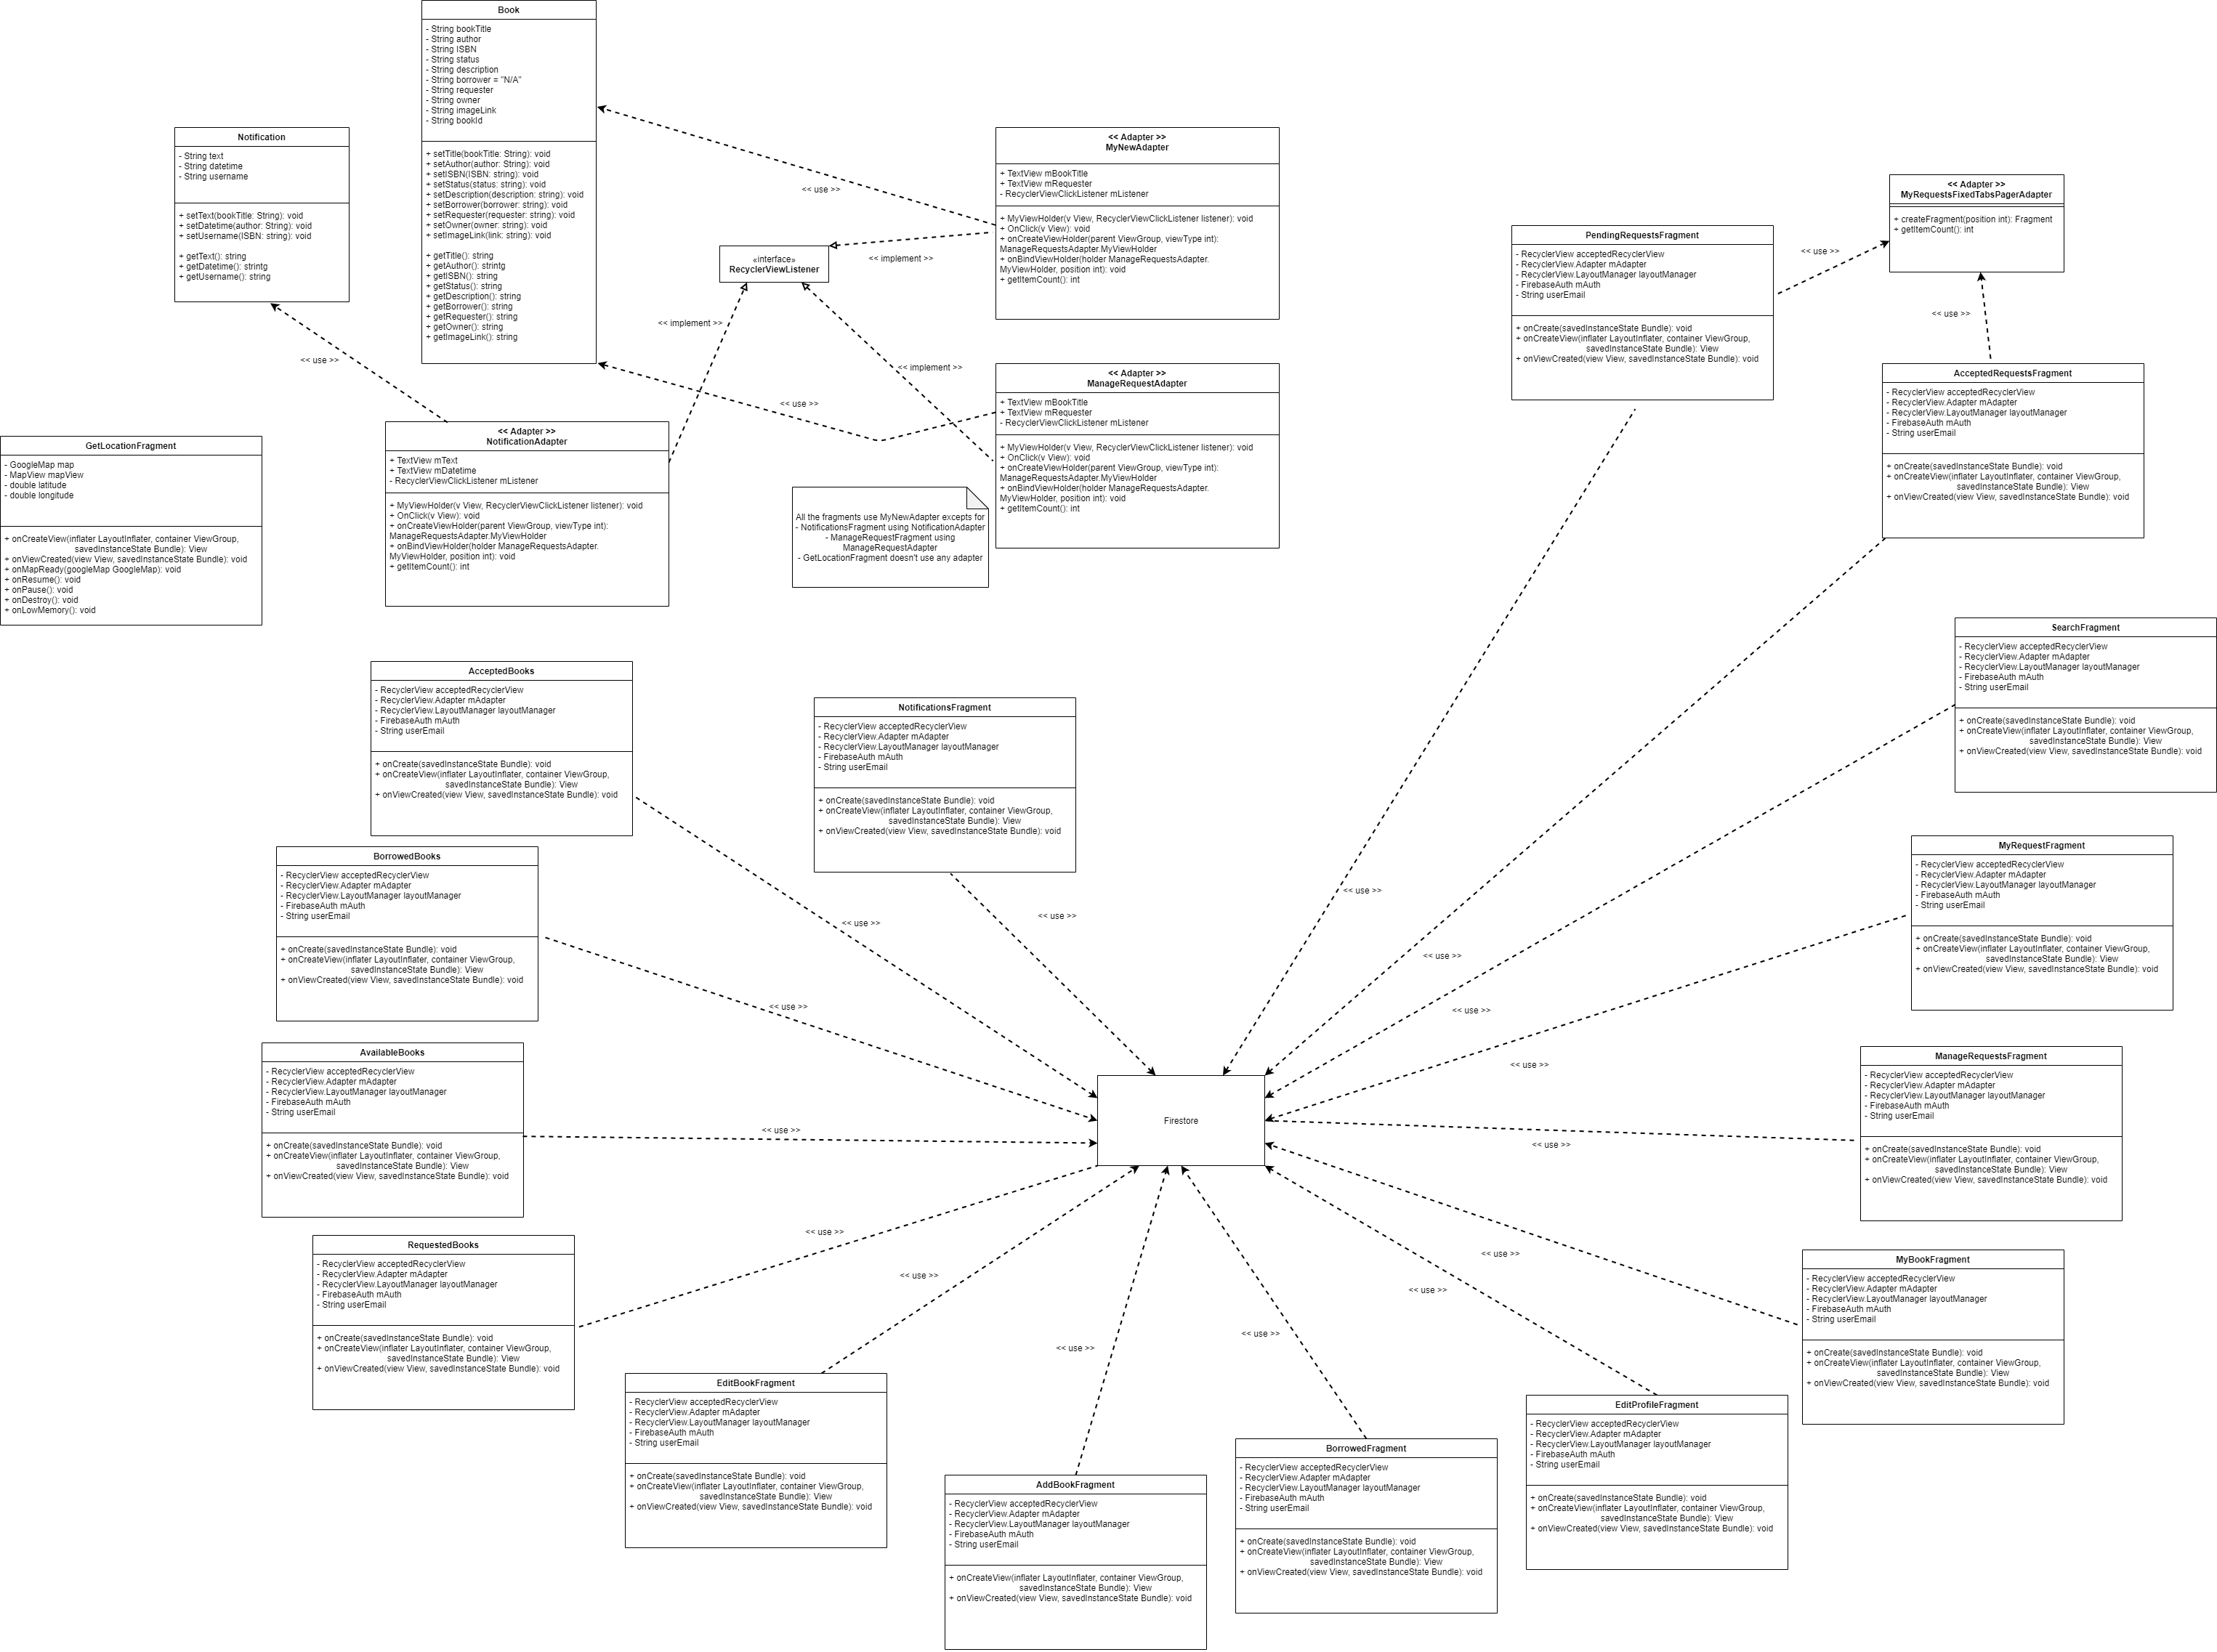 Book
- String bookTitle
- String author
- String ISBN
- String status
- String description
- String borrower = "N/A"
- String requester
- String owner
- String imageLink
- String bookId
+ setTitle(bookTitle: String): void
+ setAuthor(author: String): void
+ setISBN(ISBN: string): void
+ setStatus(status: string): void
+ setDescription(description: string): void
+ setBorrower(borrower: string): void
+ setRequester(requester: string): void
+ setOwner(owner: string): void
+ setImageLink(link: string): void
+ getTitle(): string
+ getAuthor(): strintg
+ getISBN(): string
+ getStatus(): string
+ getDescription(): string
+ getBorrower(): string
+ getRequester(): string
+ getOwner(): string
+ getImageLink(): string
Notification
- String text
- String datetime
- String username
+ setText(bookTitle: String): void
+ setDatetime(author: String): void
+ setUsername(ISBN: string): void
+ getText(): string
+ getDatetime(): strintg
+ getUsername(): string
<< use >>
<< Adapter >>
MyNewAdapter
+ TextView mBookTitle
+ TextView mRequester
- RecyclerViewClickListener mListener
+ MyViewHolder(v View, RecyclerViewClickListener listener): void
+ OnClick(v View): void
+ onCreateViewHolder(parent ViewGroup, viewType int):
ManageRequestsAdapter.MyViewHolder
+ onBindViewHolder(holder ManageRequestsAdapter.
MyViewHolder, position int): void
+ getItemCount(): int
<< use >>
«interface»
RecyclerViewListener
<< implement >>
<< implement >>
<< implement >>
<< use >>
<< Adapter >>
ManageRequestAdapter
+ TextView mBookTitle
+ TextView mRequester
- RecyclerViewClickListener mListener
+ MyViewHolder(v View, RecyclerViewClickListener listener): void
+ OnClick(v View): void
+ onCreateViewHolder(parent ViewGroup, viewType int):
ManageRequestsAdapter.MyViewHolder
+ onBindViewHolder(holder ManageRequestsAdapter.
MyViewHolder, position int): void
+ getItemCount(): int
<< Adapter >>
NotificationAdapter
+ TextView mText
+ TextView mDatetime
- RecyclerViewClickListener mListener
+ MyViewHolder(v View, RecyclerViewClickListener listener): void
+ OnClick(v View): void
+ onCreateViewHolder(parent ViewGroup, viewType int):
ManageRequestsAdapter.MyViewHolder
+ onBindViewHolder(holder ManageRequestsAdapter.
MyViewHolder, position int): void
+ getItemCount(): int
All the fragments use MyNewAdapter excepts for
- NotificationsFragment using NotificationAdapter
- ManageRequestFragment using
ManageRequestAdapter
- GetLocationFragment doesn't use any adapter
GetLocationFragment
- GoogleMap map
- MapView mapView
- double latitude
- double longitude
+ onCreateView(inflater LayoutInflater, container ViewGroup,
savedInstanceState Bundle): View
+ onViewCreated(view View, savedInstanceState Bundle): void
+ onMapReady(googleMap GoogleMap): void
+ onResume(): void
+ onPause(): void
+ onDestroy(): void
+ onLowMemory(): void
PendingRequestsFragment
- RecyclerView acceptedRecyclerView
- RecyclerView.Adapter mAdapter
- RecyclerView.LayoutManager layoutManager
- FirebaseAuth mAuth
- String userEmail
+ onCreate(savedInstanceState Bundle): void
+ onCreateView(inflater LayoutInflater, container ViewGroup,
savedInstanceState Bundle): View
+ onViewCreated(view View, savedInstanceState Bundle): void
<< use >>
<< Adapter >>
MyRequestsFixedTabsPagerAdapter
+ createFragment(position int): Fragment
+ getItemCount(): int
<< use >>
AcceptedRequestsFragment
- RecyclerView acceptedRecyclerView
- RecyclerView.Adapter mAdapter
- RecyclerView.LayoutManager layoutManager
- FirebaseAuth mAuth
- String userEmail
+ onCreate(savedInstanceState Bundle): void
+ onCreateView(inflater LayoutInflater, container ViewGroup,
savedInstanceState Bundle): View
+ onViewCreated(view View, savedInstanceState Bundle): void
SearchFragment
- RecyclerView acceptedRecyclerView
- RecyclerView.Adapter mAdapter
- RecyclerView.LayoutManager layoutManager
- FirebaseAuth mAuth
- String userEmail
+ onCreate(savedInstanceState Bundle): void
+ onCreateView(inflater LayoutInflater, container ViewGroup,
savedInstanceState Bundle): View
+ onViewCreated(view View, savedInstanceState Bundle): void
AcceptedBooks
- RecyclerView acceptedRecyclerView
- RecyclerView.Adapter mAdapter
- RecyclerView.LayoutManager layoutManager
- FirebaseAuth mAuth
- String userEmail
+ onCreate(savedInstanceState Bundle): void
+ onCreateView(inflater LayoutInflater, container ViewGroup,
savedInstanceState Bundle): View
+ onViewCreated(view View, savedInstanceState Bundle): void
NotificationsFragment
- RecyclerView acceptedRecyclerView
- RecyclerView.Adapter mAdapter
- RecyclerView.LayoutManager layoutManager
- FirebaseAuth mAuth
- String userEmail
+ onCreate(savedInstanceState Bundle): void
+ onCreateView(inflater LayoutInflater, container ViewGroup,
savedInstanceState Bundle): View
+ onViewCreated(view View, savedInstanceState Bundle): void
BorrowedBooks
- RecyclerView acceptedRecyclerView
- RecyclerView.Adapter mAdapter
- RecyclerView.LayoutManager layoutManager
- FirebaseAuth mAuth
- String userEmail
+ onCreate(savedInstanceState Bundle): void
+ onCreateView(inflater LayoutInflater, container ViewGroup,
savedInstanceState Bundle): View
+ onViewCreated(view View, savedInstanceState Bundle): void
MyRequestFragment
- RecyclerView acceptedRecyclerView
- RecyclerView.Adapter mAdapter
- RecyclerView.LayoutManager layoutManager
- FirebaseAuth mAuth
- String userEmail
+ onCreate(savedInstanceState Bundle): void
+ onCreateView(inflater LayoutInflater, container ViewGroup,
savedInstanceState Bundle): View
+ onViewCreated(view View, savedInstanceState Bundle): void
<< use >>
<< use >>
<< use >>
<< use >>
<< use >>
<< use >>
<< use >>
AvailableBooks
- RecyclerView acceptedRecyclerView
- RecyclerView.Adapter mAdapter
- RecyclerView.LayoutManager layoutManager
- FirebaseAuth mAuth
- String userEmail
+ onCreate(savedInstanceState Bundle): void
+ onCreateView(inflater LayoutInflater, container ViewGroup,
savedInstanceState Bundle): View
+ onViewCreated(view View, savedInstanceState Bundle): void
<< use >>
Firestore
<< use >>
ManageRequestsFragment
- RecyclerView acceptedRecyclerView
- RecyclerView.Adapter mAdapter
- RecyclerView.LayoutManager layoutManager
- FirebaseAuth mAuth
- String userEmail
+ onCreate(savedInstanceState Bundle): void
+ onCreateView(inflater LayoutInflater, container ViewGroup,
savedInstanceState Bundle): View
+ onViewCreated(view View, savedInstanceState Bundle): void
RequestedBooks
- RecyclerView acceptedRecyclerView
- RecyclerView.Adapter mAdapter
- RecyclerView.LayoutManager layoutManager
- FirebaseAuth mAuth
- String userEmail
+ onCreate(savedInstanceState Bundle): void
+ onCreateView(inflater LayoutInflater, container ViewGroup,
savedInstanceState Bundle): View
+ onViewCreated(view View, savedInstanceState Bundle): void
<< use >>
<< use >>
<< use >>
<< use >>
<< use >>
<< use >>
MyBookFragment
- RecyclerView acceptedRecyclerView
- RecyclerView.Adapter mAdapter
- RecyclerView.LayoutManager layoutManager
- FirebaseAuth mAuth
- String userEmail
+ onCreate(savedInstanceState Bundle): void
+ onCreateView(inflater LayoutInflater, container ViewGroup,
savedInstanceState Bundle): View
+ onViewCreated(view View, savedInstanceState Bundle): void
EditBookFragment
- RecyclerView acceptedRecyclerView
- RecyclerView.Adapter mAdapter
- RecyclerView.LayoutManager layoutManager
- FirebaseAuth mAuth
- String userEmail
+ onCreate(savedInstanceState Bundle): void
+ onCreateView(inflater LayoutInflater, container ViewGroup,
savedInstanceState Bundle): View
+ onViewCreated(view View, savedInstanceState Bundle): void
AddBookFragment
- RecyclerView acceptedRecyclerView
- RecyclerView.Adapter mAdapter
- RecyclerView.LayoutManager layoutManager
- FirebaseAuth mAuth
- String userEmail
+ onCreateView(inflater LayoutInflater, container ViewGroup,
savedInstanceState Bundle): View
+ onViewCreated(view View, savedInstanceState Bundle): void
BorrowedFragment
- RecyclerView acceptedRecyclerView
- RecyclerView.Adapter mAdapter
- RecyclerView.LayoutManager layoutManager
- FirebaseAuth mAuth
- String userEmail
+ onCreate(savedInstanceState Bundle): void
+ onCreateView(inflater LayoutInflater, container ViewGroup,
savedInstanceState Bundle): View
+ onViewCreated(view View, savedInstanceState Bundle): void
EditProfileFragment
- RecyclerView acceptedRecyclerView
- RecyclerView.Adapter mAdapter
- RecyclerView.LayoutManager layoutManager
- FirebaseAuth mAuth
- String userEmail
+ onCreate(savedInstanceState Bundle): void
+ onCreateView(inflater LayoutInflater, container ViewGroup,
savedInstanceState Bundle): View
+ onViewCreated(view View, savedInstanceState Bundle): void